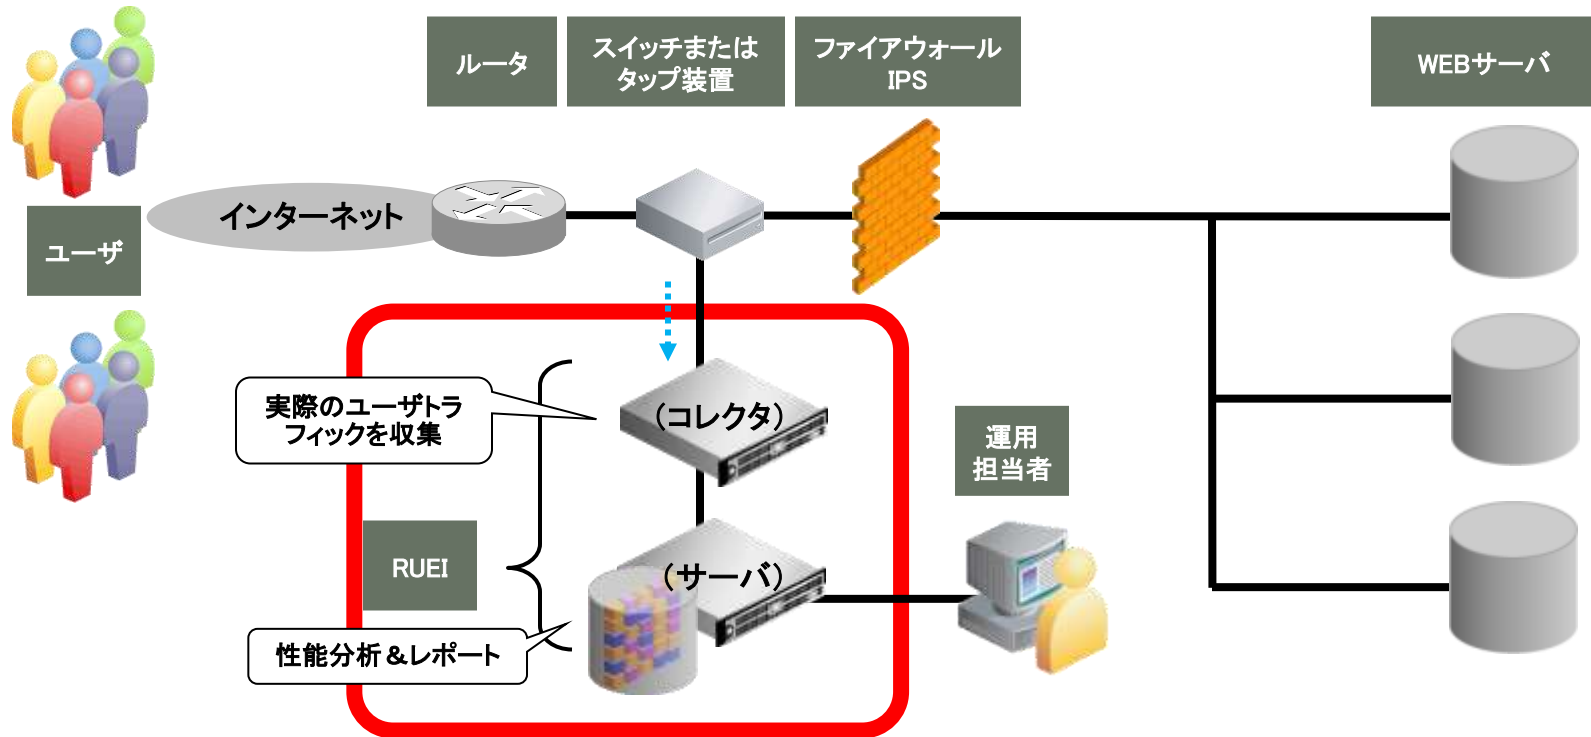 ルータ
スイッチまたは
タップ装置
ファイアウォール
IPS
WEBサーバ
インターネット
ユーザ
実際のユーザトラ
フィックを収集
(コレクタ)
運用
担当者
RUEI
(サーバ)
性能分析&レポート